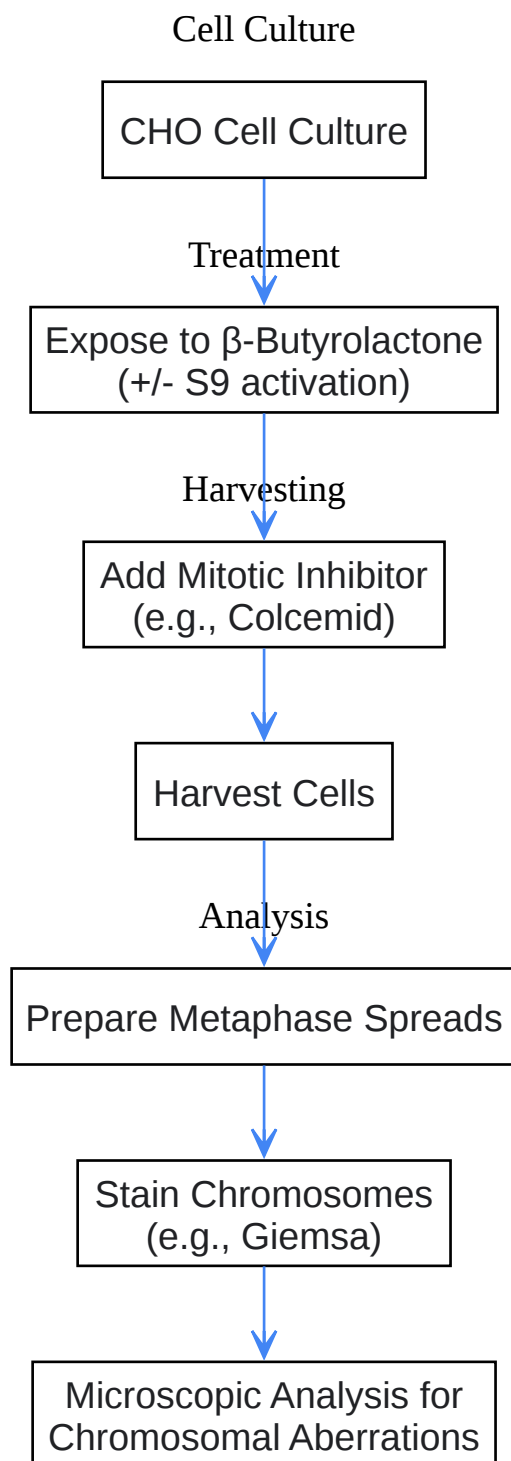 Cell Culture
CHO Cell Culture
Treatment
Expose to β-Butyrolactone
(+/- S9 activation)
Harvesting
Add Mitotic Inhibitor
(e.g., Colcemid)
Harvest Cells
Analysis
Prepare Metaphase Spreads
Stain Chromosomes
(e.g., Giemsa)
Microscopic Analysis for
Chromosomal Aberrations